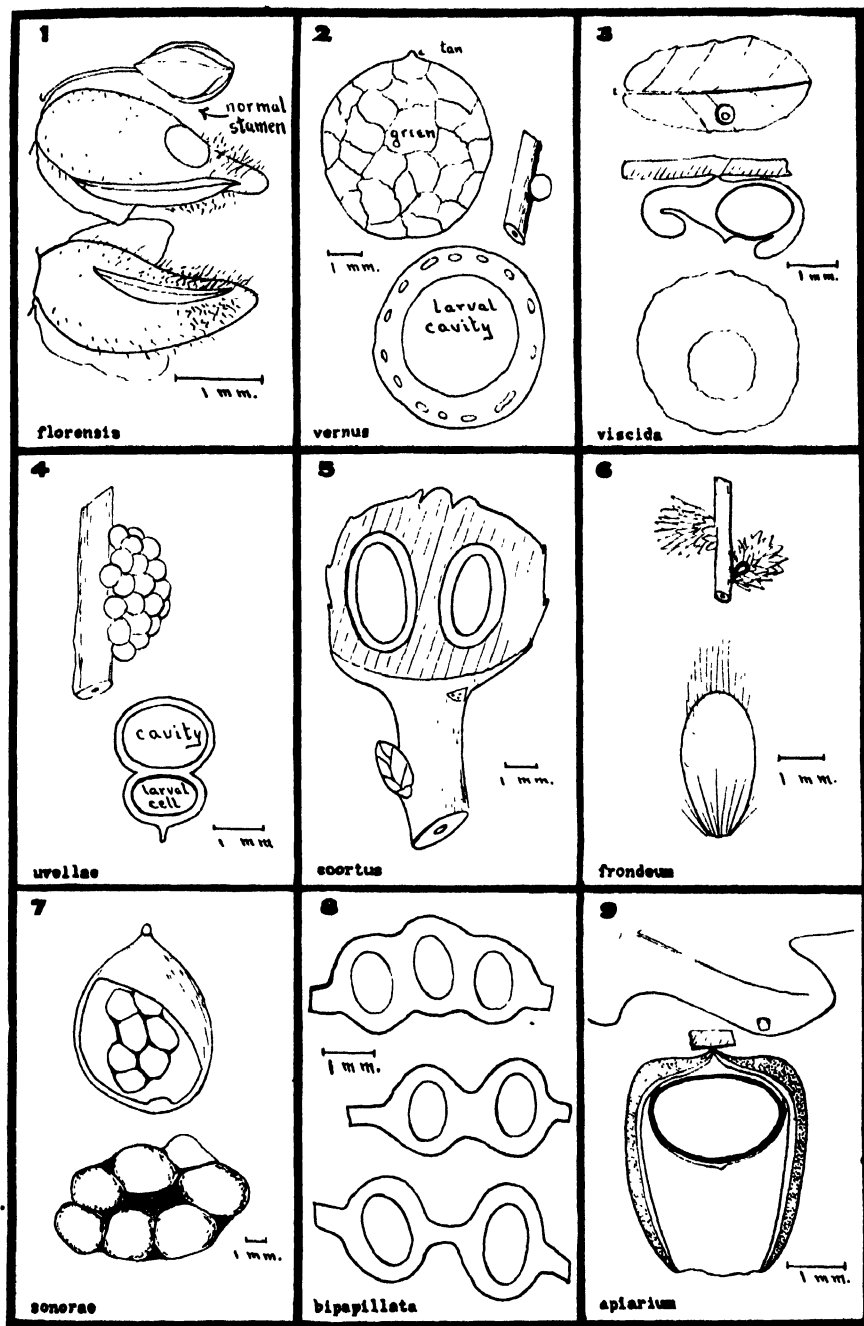 1
normal
stamen
1 mm.
florensis
2
tan
green
1 mm.
larval
cavity
vernus
3
1 mm.
viscida
4
cavity
larval
cell
1 mm
uvellae
5
1 mm.
eoortus
6
1 mm.
frondeum
7
1 mm.
sonorae
8
1 mm.
bipapillata
9
1 mm.
apiarium